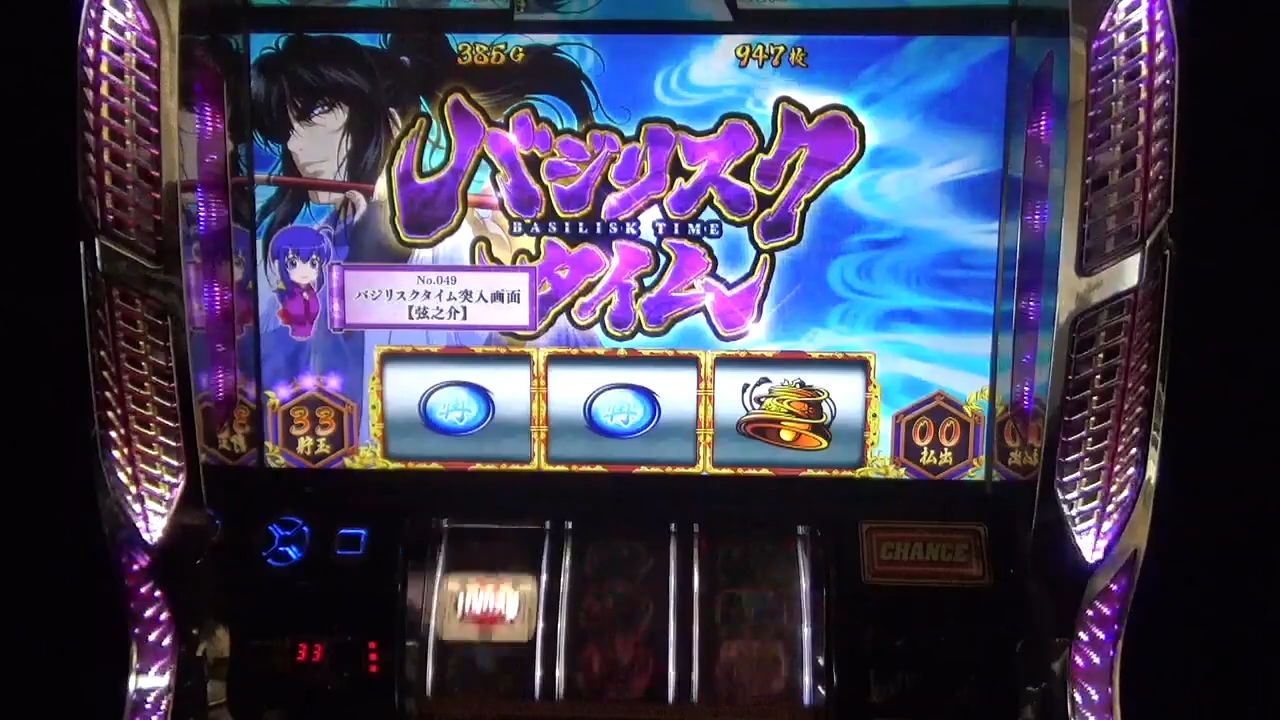 386G
947枚
バジリスク
BASILISK TIME
タイム
No.049
バジリスクタイム突入画面
【弦之介】
33
貯玉
00
払出
CHANCE
33